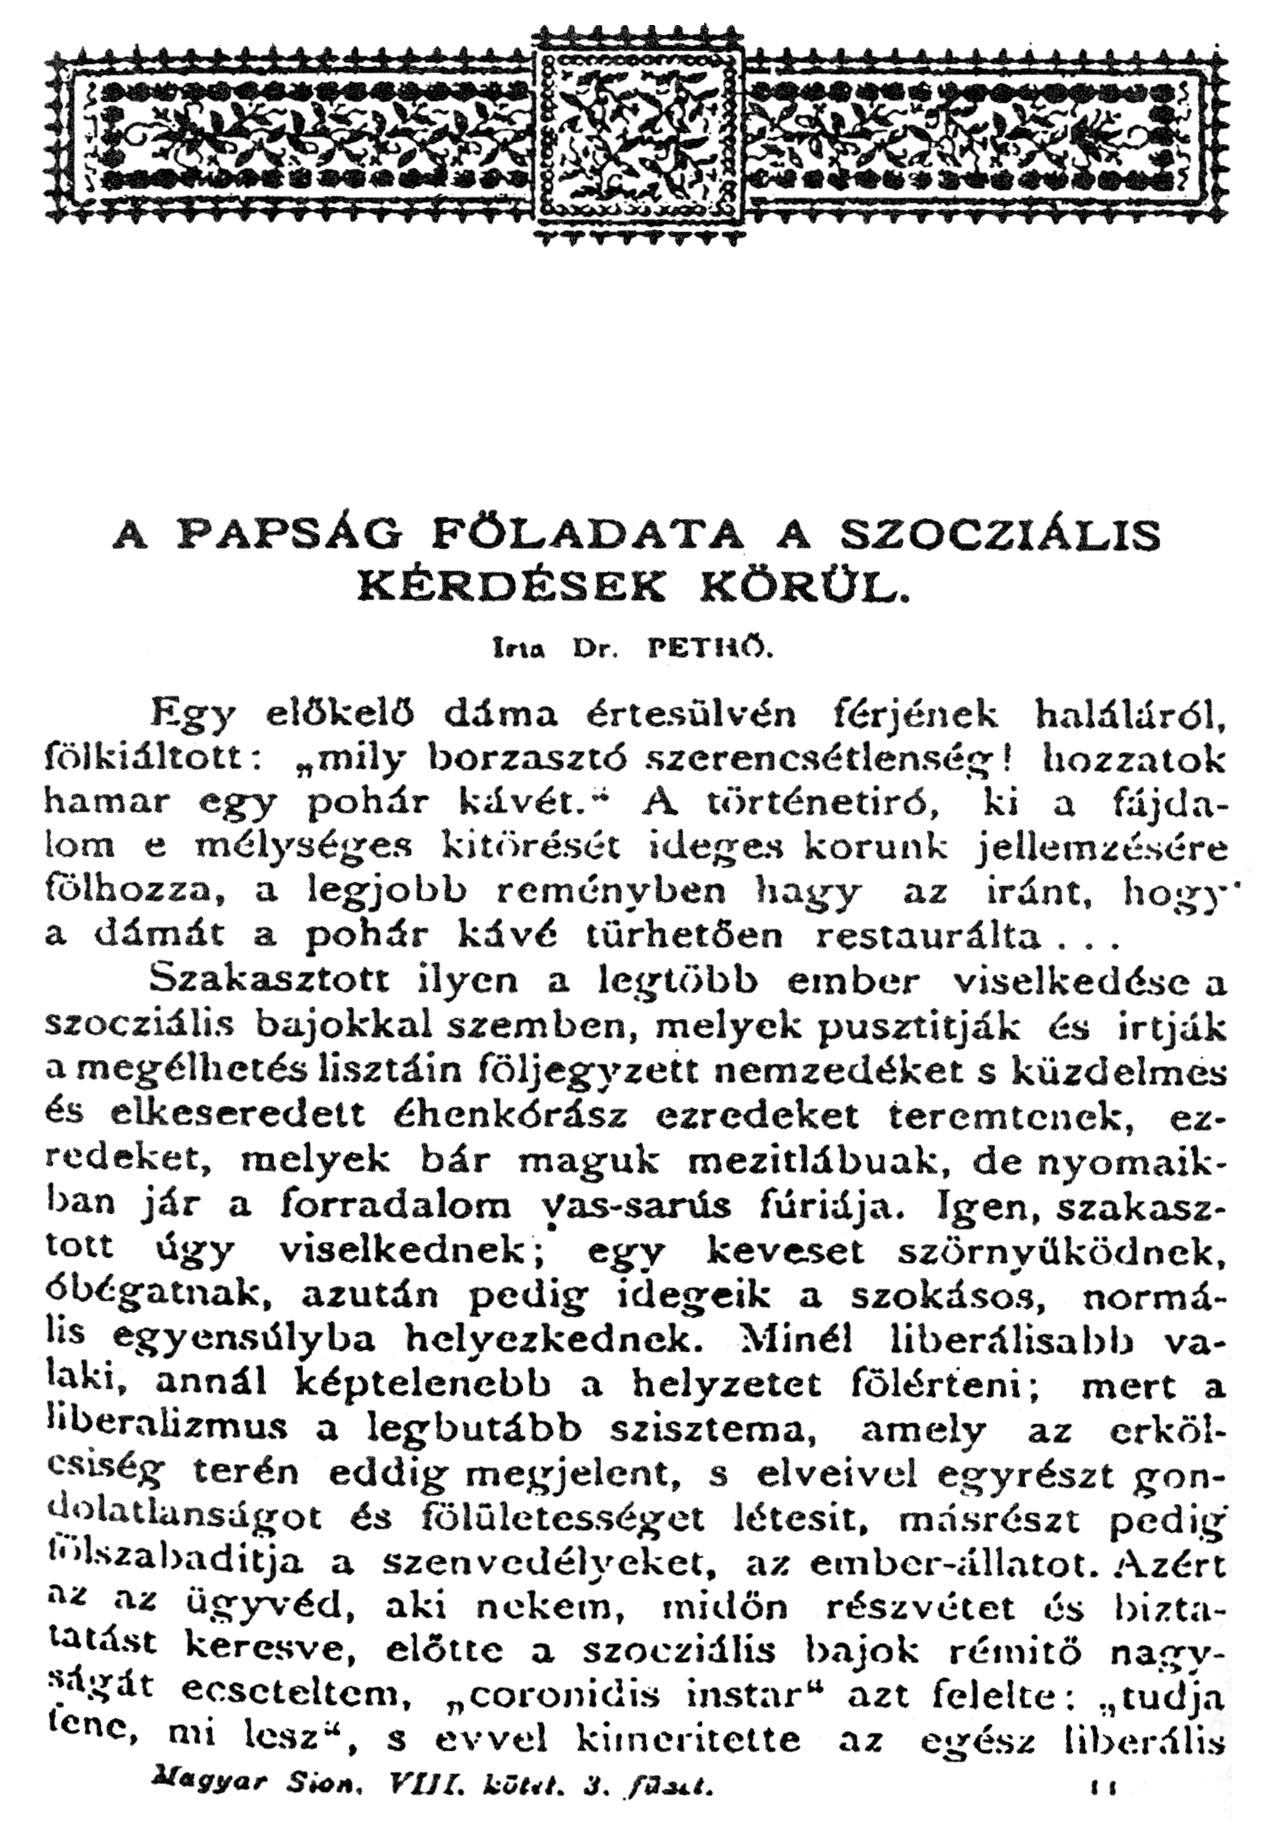 A PAPSÁG FÖLADATA A SZOCZIÁLIS
KÉRDÉSEK KÖRÜL.
Irta Dr. PETHŐ.
Egy előkelő dáma értesülvén férjének haláláról,
fölkiáltott: „mily borzasztó szerencsétlenség! hozzatok
hamar egy pohár kávét.“ A történetiró, ki a fájda-
lom e mélységes kitörését ideges korunk jellemzésére
fölhozza, a legjobb reményben hagy az iránt, hogy
a dámát a pohár kávé türhetően restaurálta . . .
Szakasztott ilyen a legtöbb ember viselkedése a
szocziális bajokkal szemben, melyek pusztitják és irtják
a megélhetés lisztáin följegyzett nemzedéket s küzdelmes
és elkeseredett éhenkórász ezredeket teremtenek, ez-
redeket, melyek bár maguk mezitlábuak, de nyomaik-
ban jár a forradalom vas-sarús fúriája. Igen, szakasz-
tott úgy viselkednek; egy keveset szörnyűködnek,
óbégatnak, azután pedig idegeik a szokásos, normá-
lis egyensúlyba helyezkednek. Minél liberálisabb va-
laki, annál képtelenebb a helyzetet fölérteni; mert a
liberalizmus a legbutább szisztema, amely az erköl-
csiség terén eddig megjelent, s elveivel egyrészt gon-
dolatlanságot és fölületességet létesit, másrészt pedig
fölszabaditja a szenvedélyeket, az ember-állatot. Azért
az az ügyvéd, aki nekem, midőn részvétet és bizta-
tatást keresve, előtte a szocziális bajok rémitő nagy-
ságát ecseteltem, „coronidis instar“ azt felelte: „tudja
fene, mi lesz“, s evvel kimeritette az egész liberális
Magyar Sion. VIII. kötet. 3. füzet. 11